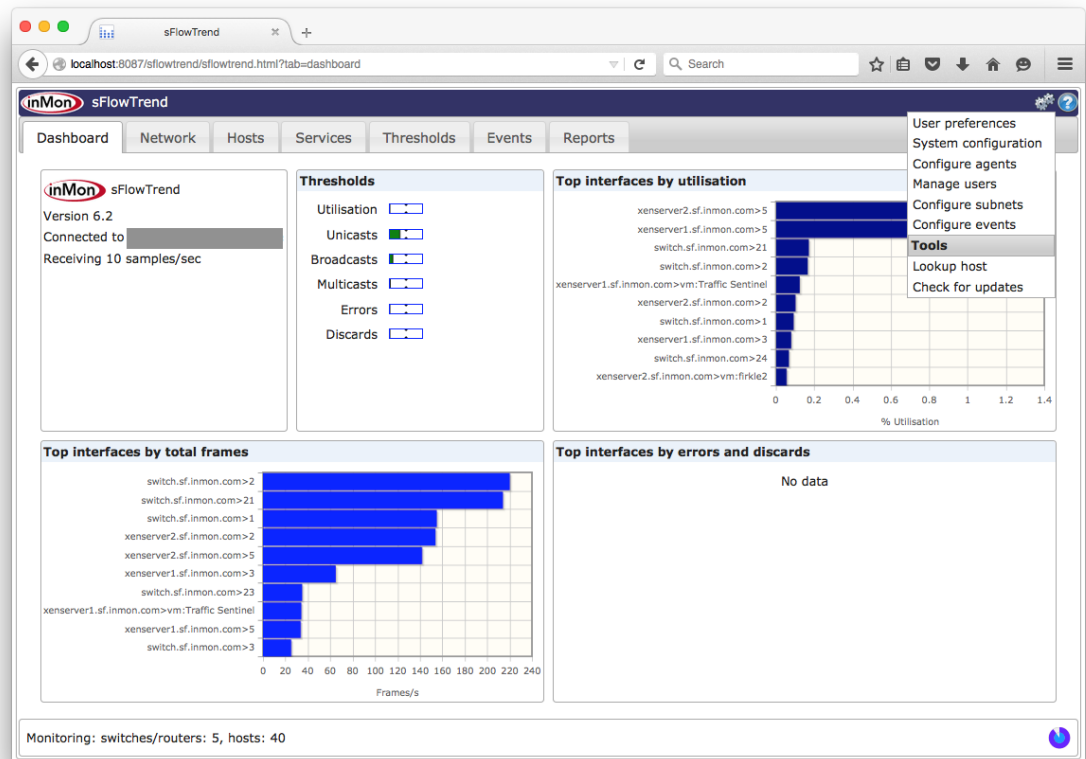 sFlowTrend
localhost:8087/sflowtrend/sflowtrend.html?tab=dashboard
Search
inMon sFlowTrend
Dashboard
Network
Hosts
Services
Thresholds
Events
Reports
User preferences
System configuration
Configure agents
Manage users
Configure subnets
Configure events
Tools
Lookup host
Check for updates
inMon sFlowTrend
Version 6.2
Connected to
Receiving 10 samples/sec
Thresholds
Utilisation
Unicasts
Broadcasts
Multicasts
Errors
Discards
Top interfaces by utilisation
xenserver2.sf.inmon.com>5
xenserver1.sf.inmon.com>5
switch.sf.inmon.com>21
switch.sf.inmon.com>2
xenserver1.sf.inmon.com>vm:Traffic Sentinel
xenserver2.sf.inmon.com>2
switch.sf.inmon.com>1
xenserver1.sf.inmon.com>3
switch.sf.inmon.com>24
xenserver2.sf.inmon.com>vm:firkle2
0 0.2 0.4 0.6 0.8 1 1.2 1.4
% Utilisation
Top interfaces by total frames
switch.sf.inmon.com>2
switch.sf.inmon.com>21
switch.sf.inmon.com>1
xenserver2.sf.inmon.com>2
xenserver2.sf.inmon.com>5
xenserver1.sf.inmon.com>3
switch.sf.inmon.com>23
xenserver1.sf.inmon.com>vm:Traffic Sentinel
xenserver1.sf.inmon.com>5
switch.sf.inmon.com>3
0 20 40 60 80 100 120 140 160 180 200 220 240
Frames/s
Top interfaces by errors and discards
No data
Monitoring: switches/routers: 5, hosts: 40